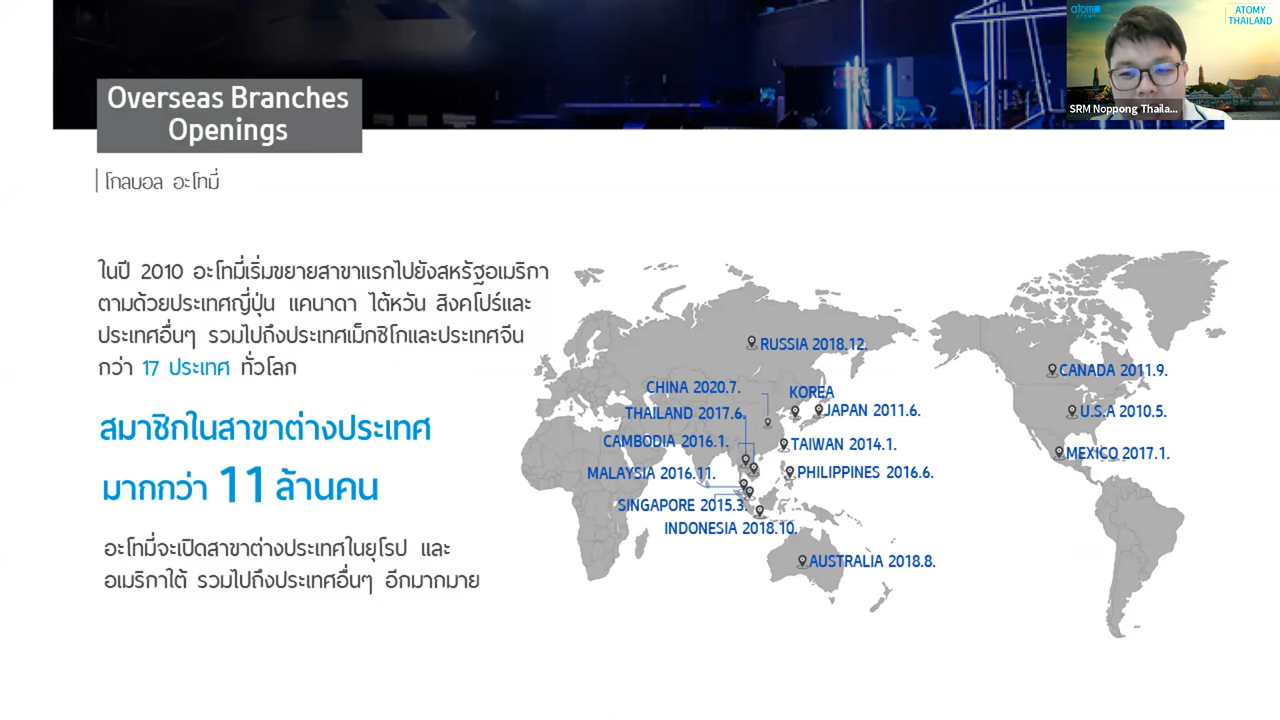 atom
ATOMY
ATOMY
THAILAND
SRM Noppong Thaila...
Overseas Branches
Openings
โกลบอล อะโทมี่
ในปี 2010 อะโทมี่เริ่มขยายสาขาแรกไปยังสหรัฐอเมริกา
ตามด้วยประเทศญี่ปุ่น แคนาดา ไต้หวัน สิงคโปร์และ
ประเทศอื่นๆ รวมไปถึงประเทศเม็กซิโกและประเทศจีน
กว่า 17 ประเทศ ทั่วโลก
สมาชิกในสาขาต่างประเทศ
มากกว่า 11 ล้านคน
อะโทมี่จะเปิดสาขาต่างประเทศในยุโรป และ
อเมริกาใต้ รวมไปถึงประเทศอื่นๆ อีกมากมาย
RUSSIA 2018.12.
CHINA 2020.7.
KOREA
THAILAND 2017.6.
JAPAN 2011.6.
CAMBODIA 2016.1.
TAIWAN 2014.1.
MALAYSIA 2016.11.
PHILIPPINES 2016.6.
SINGAPORE 2015.3.
INDONESIA 2018.10.
AUSTRALIA 2018.8.
CANADA 2011.9.
U.S.A 2010.5.
MEXICO 2017.1.